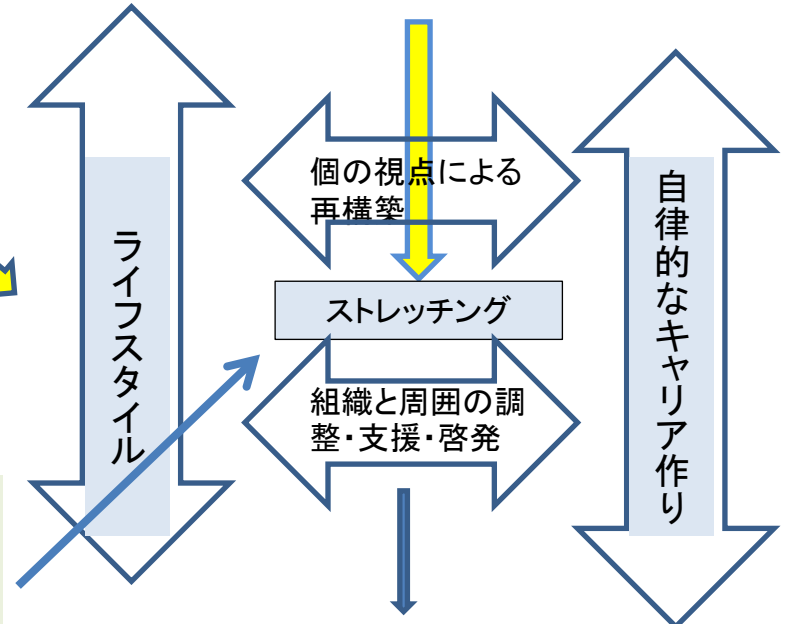 個の視点による
再構築
ライフスタイル
ストレッチング
自律的なキャリア作り
組織と周囲の調
整・支援・啓発